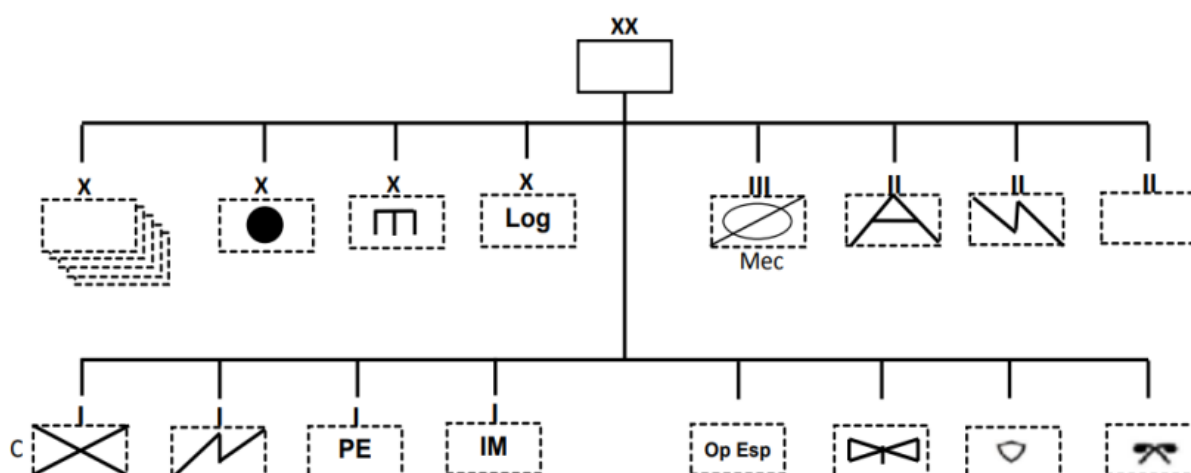 XX
X X X X III II II II
Log
Mec
I I I I
C PE IM Op Esp